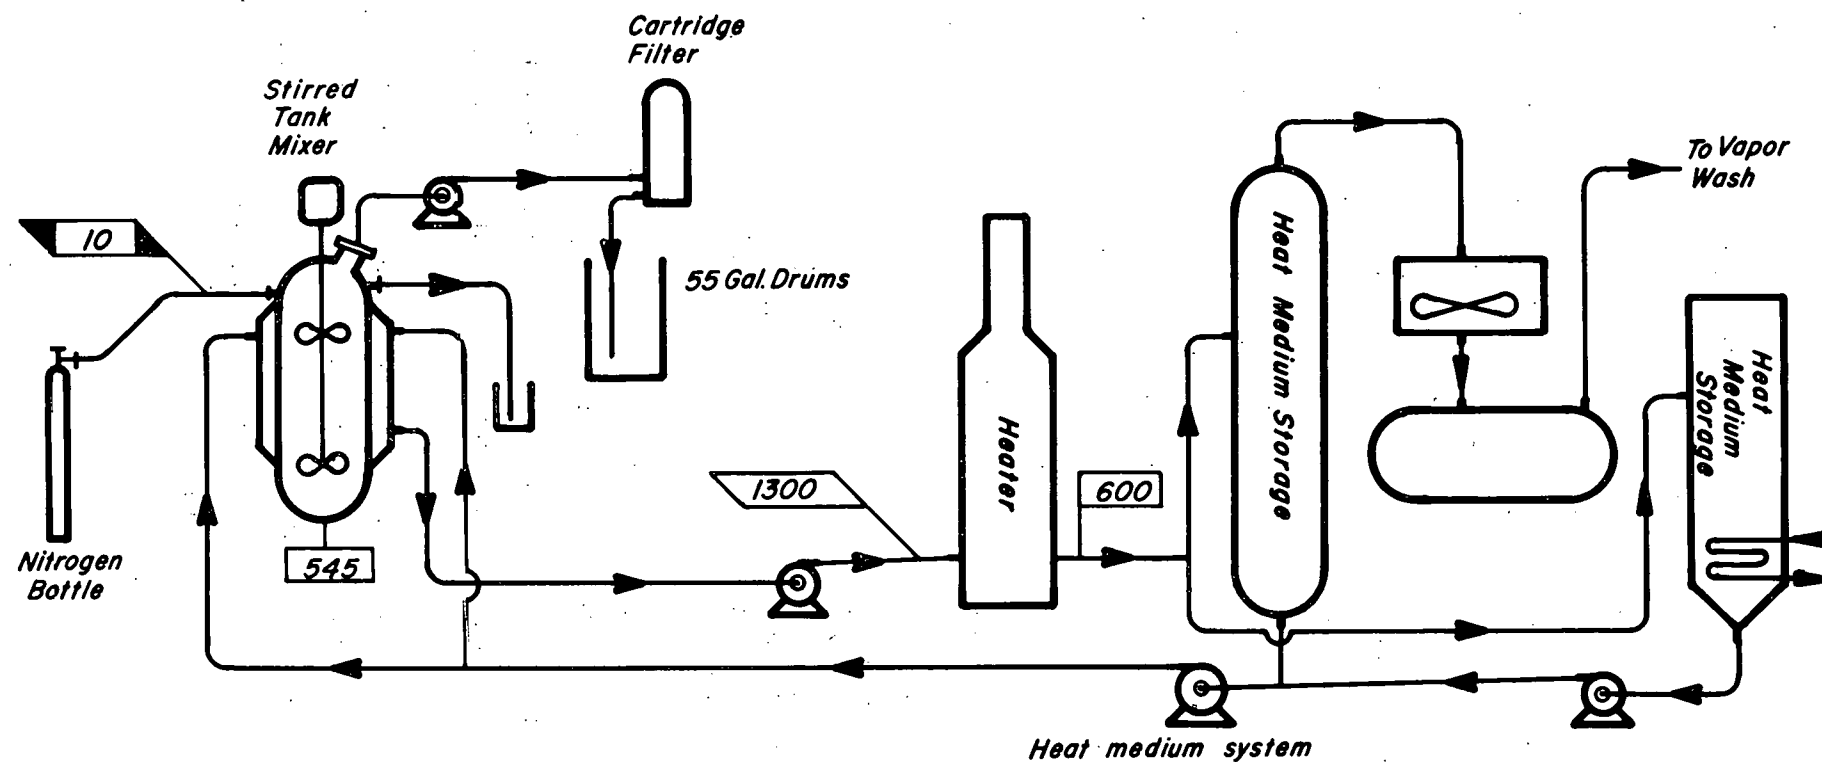 Cartridge
Filter
Stirred
Tank
Mixer
To Vapor
Wash
10
55 Gal. Drums
Heat Medium Storage
Heat
Medium
Storage
Heater
1300
600
545
Nitrogen
Bottle
Heat medium system